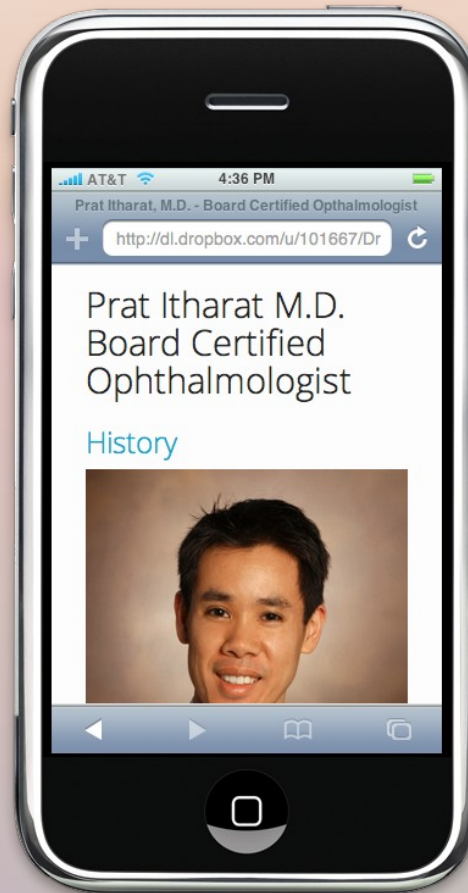 AT&T 4:36 PM
Prat Itharat, M.D. - Board Certified Opthalmologist
http://dl.dropbox.com/u/101667/Dr
Prat Itharat M.D.
Board Certified
Ophthalmologist
History